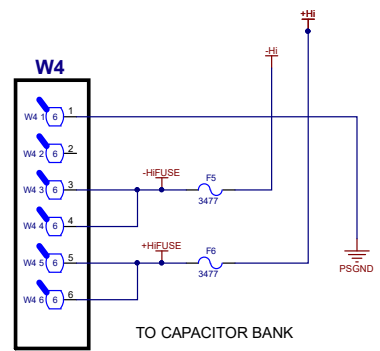 +Hi
-Hi
W4
W4 1 6 1
W4 2 6 2
W4 3 6 3
-HiFUSE
F5
3477
W4 4 6 4
+HiFUSE
F6
W4 5 6 5
3477
PSGND
W4 6 6 6
TO CAPACITOR BANK